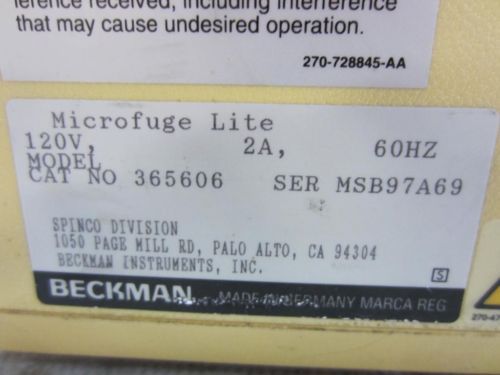 ference received, including interference
that may cause undesired operation.
270-728845-AA
Microfuge Lite
120V, 2A, 60HZ
MODEL
CAT NO 365606 SER MSB97A69
SPINCO DIVISION
1050 PAGE MILL RD, PALO ALTO, CA 94304
BECKMAN INSTRUMENTS, INC.
S
BECKMAN MADE IN GERMANY MARCA REG